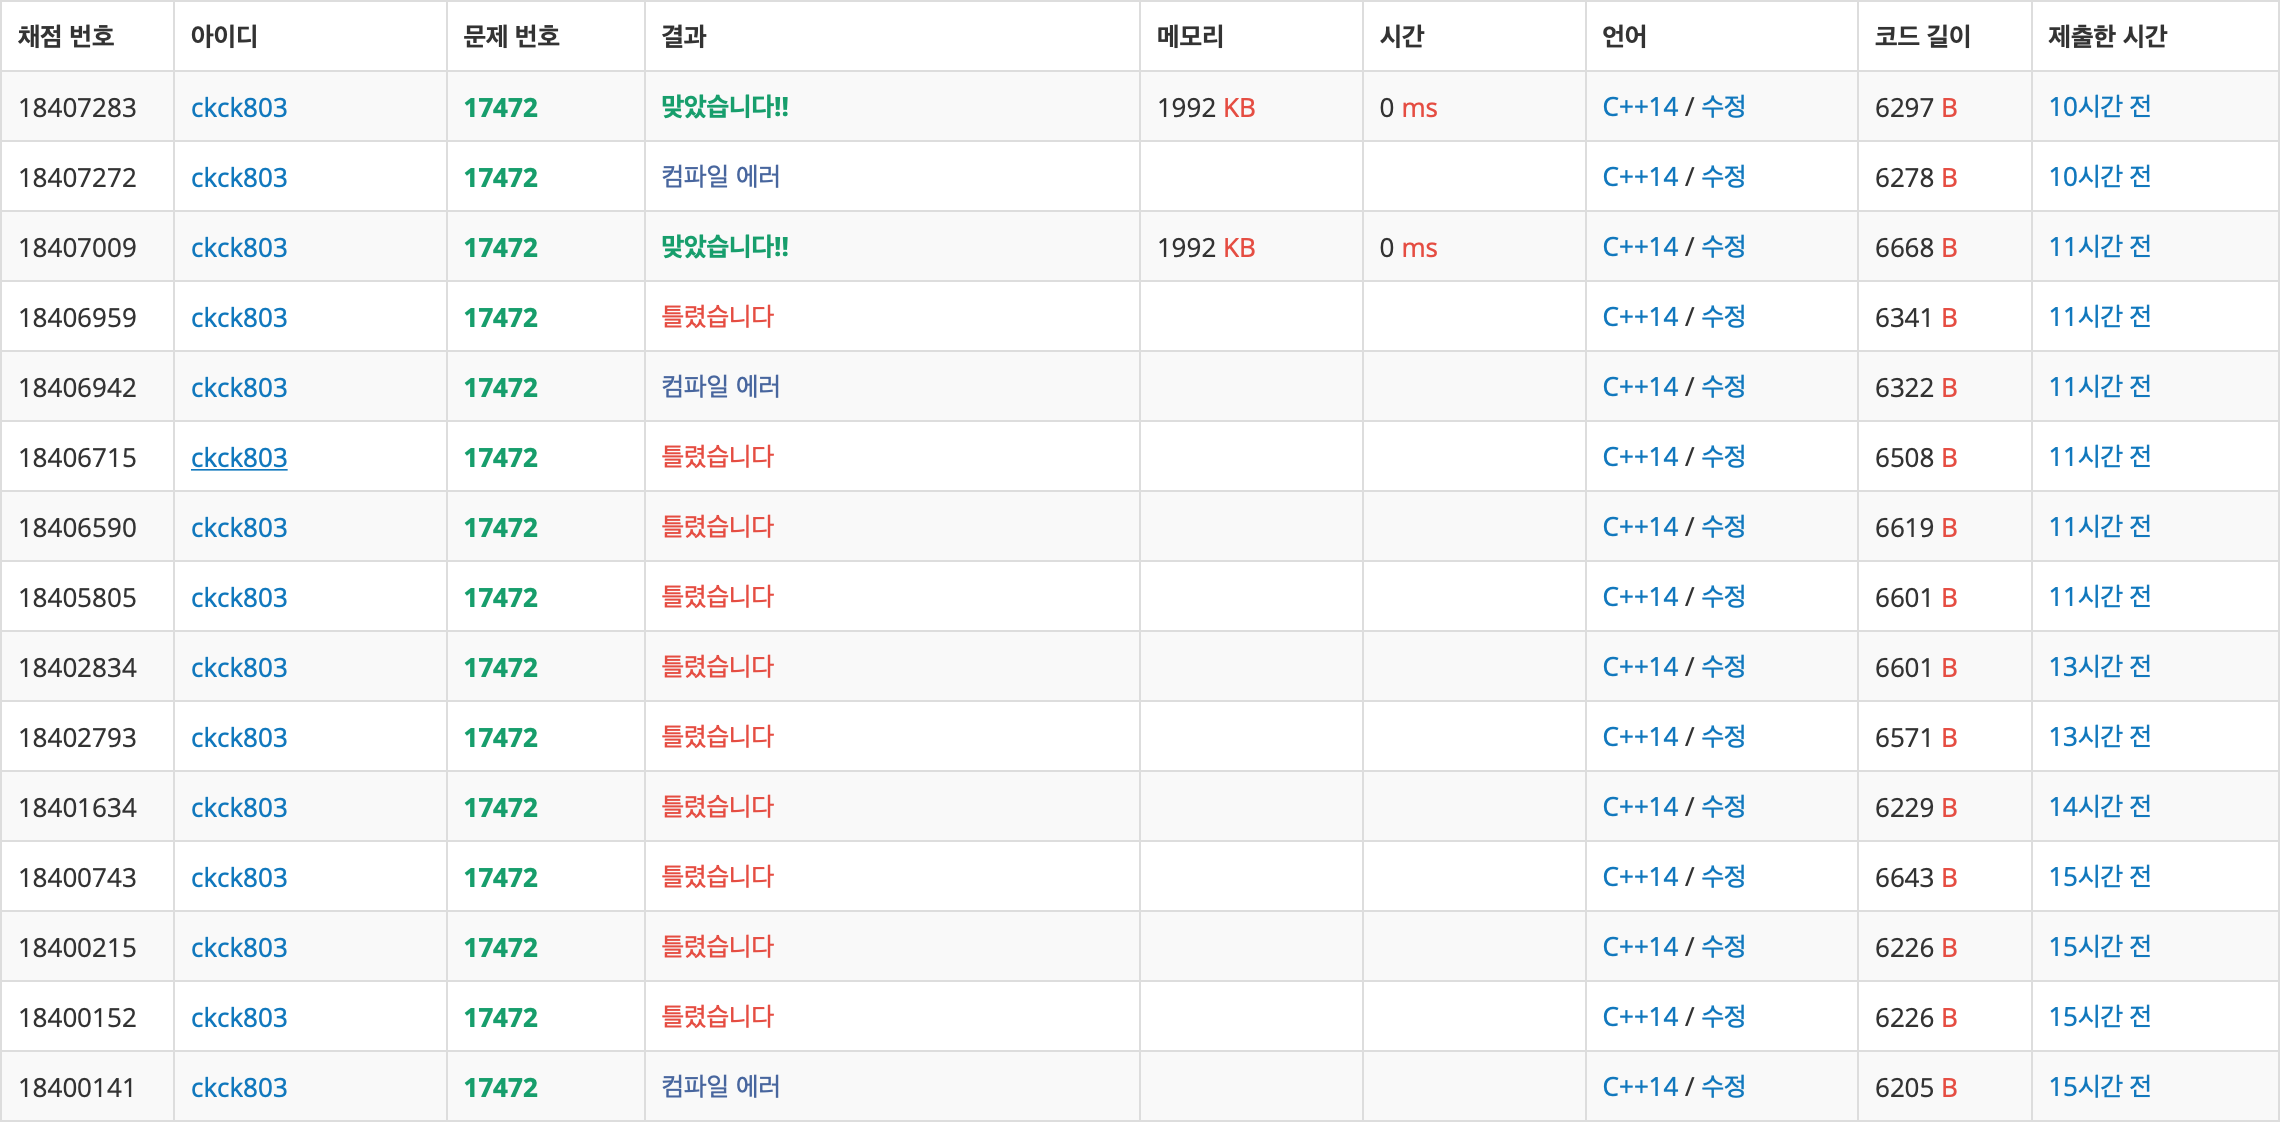 채점 번호 아이디 문제 번호 결과 메모리 시간 언어 코드 길이 제출한 시간
18407283 ckck803 17472 맞았습니다!! 1992 KB 0 ms C++14 / 수정 6297 B 10시간 전
18407272 ckck803 17472 컴파일 에러 C++14 / 수정 6278 B 10시간 전
18407009 ckck803 17472 맞았습니다!! 1992 KB 0 ms C++14 / 수정 6668 B 11시간 전
18406959 ckck803 17472 틀렸습니다 C++14 / 수정 6341 B 11시간 전
18406942 ckck803 17472 컴파일 에러 C++14 / 수정 6322 B 11시간 전
18406715 ckck803 17472 틀렸습니다 C++14 / 수정 6508 B 11시간 전
18406590 ckck803 17472 틀렸습니다 C++14 / 수정 6619 B 11시간 전
18405805 ckck803 17472 틀렸습니다 C++14 / 수정 6601 B 11시간 전
18402834 ckck803 17472 틀렸습니다 C++14 / 수정 6601 B 13시간 전
18402793 ckck803 17472 틀렸습니다 C++14 / 수정 6571 B 13시간 전
18401634 ckck803 17472 틀렸습니다 C++14 / 수정 6229 B 14시간 전
18400743 ckck803 17472 틀렸습니다 C++14 / 수정 6643 B 15시간 전
18400215 ckck803 17472 틀렸습니다 C++14 / 수정 6226 B 15시간 전
18400152 ckck803 17472 틀렸습니다 C++14 / 수정 6226 B 15시간 전
18400141 ckck803 17472 컴파일 에러 C++14 / 수정 6205 B 15시간 전